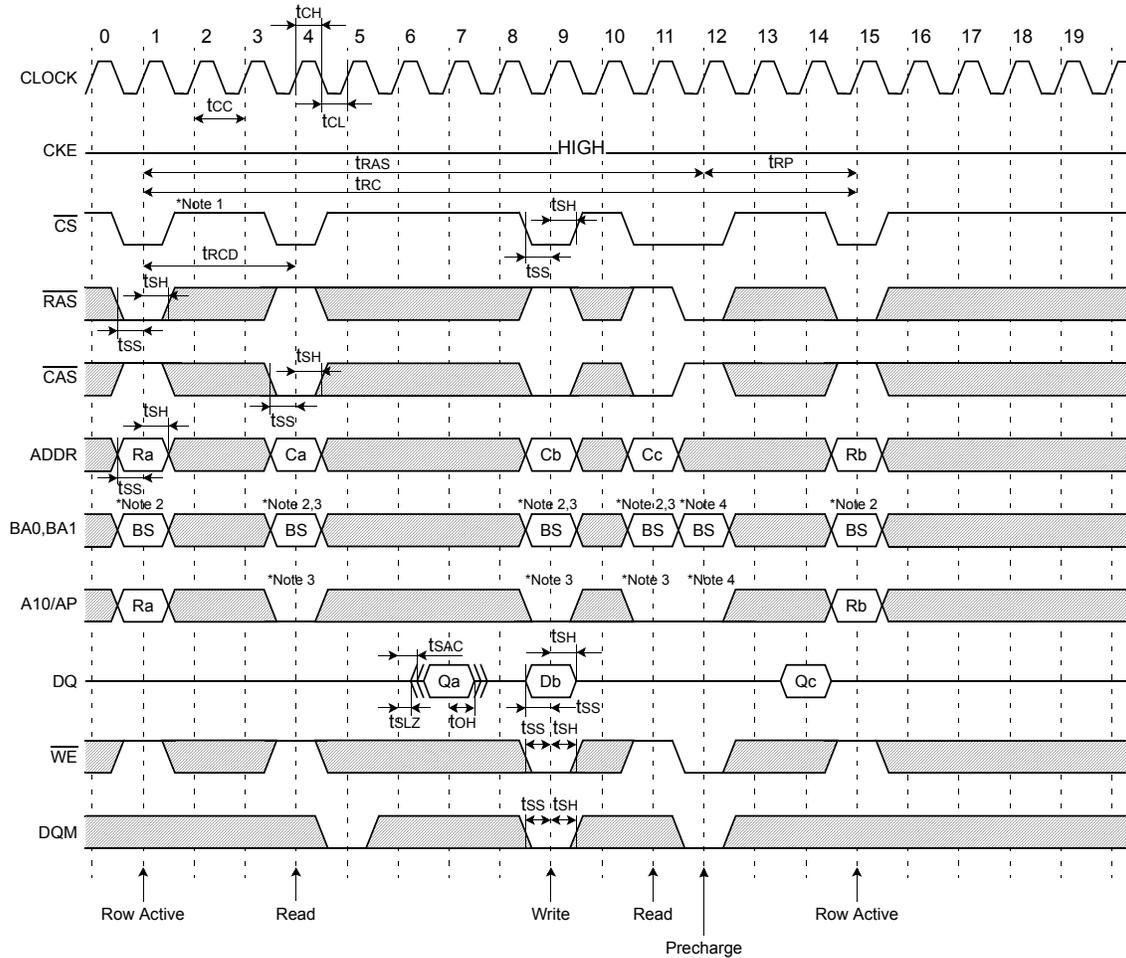 tCH
0 1 2 3 4 5 6 7 8 9 10 11 12 13 14 15 16 17 18 19
CLOCK
tCC
tCL
CKE
HIGH
tRAS
tRP
tRC
*Note 1
tSH
CS
tRCD
tSS
tSH
RAS
tSS
tSH
CAS
tSS
tSH
ADDR
Ra Ca Cb Cc Rb
tSS
*Note 2 *Note 2,3 *Note 2,3 *Note 2,3 *Note 4 *Note 2
BA0,BA1
BS BS BS BS BS BS
*Note 3 *Note 3 *Note 3 *Note 4
A10/AP
Ra Rb
tSAC
tSH
DQ
Qa Db Qc
tSLZ
tOH
tSS
tSS tSH
WE
tSS tSH
DQM
Row Active Read Write Read Row Active
Precharge